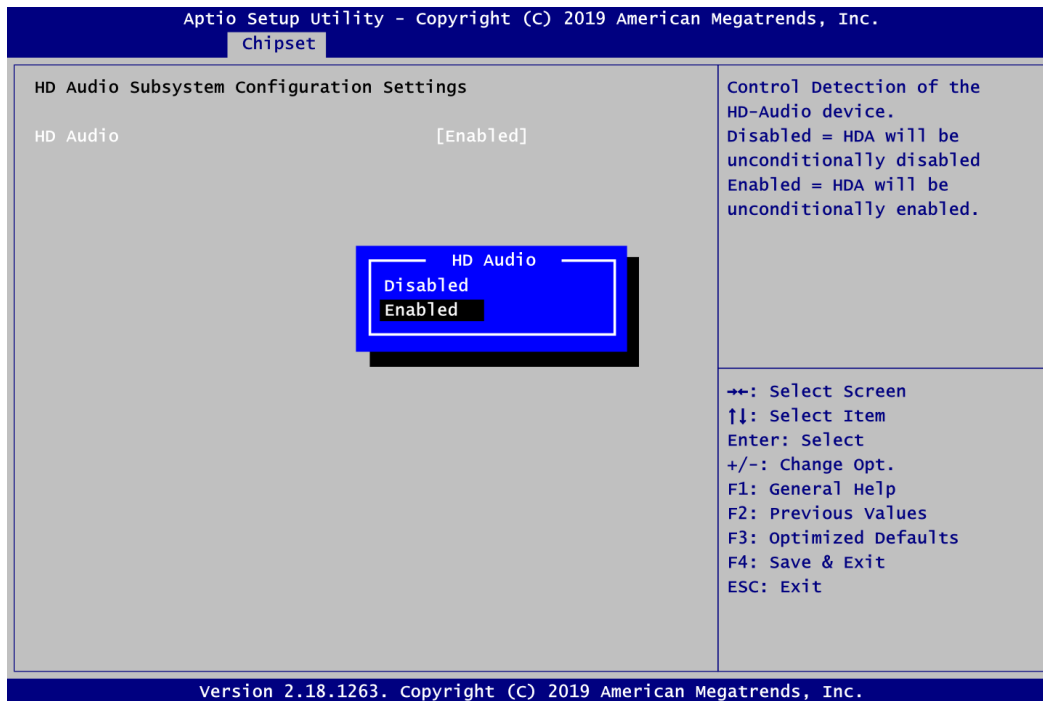 Aptio Setup Utility - Copyright (C) 2019 American Megatrends, Inc.
Chipset
HD Audio Subsystem Configuration Settings
HD Audio [Enabled]
HD Audio
Disabled
Enabled
Control Detection of the
HD-Audio device.
Disabled = HDA will be
unconditionally disabled
Enabled = HDA will be
unconditionally enabled.
→←: Select Screen
↑↓: Select Item
Enter: Select
+/-: Change Opt.
F1: General Help
F2: Previous Values
F3: Optimized Defaults
F4: Save & Exit
ESC: Exit
Version 2.18.1263. Copyright (C) 2019 American Megatrends, Inc.